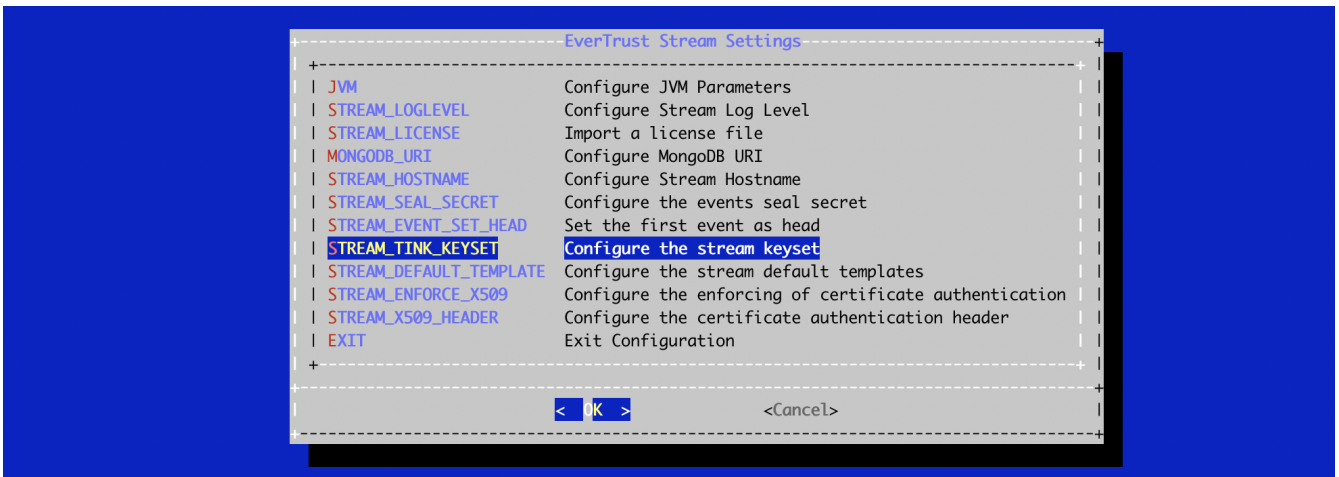 EverTrust Stream Settings
JVM Configure JVM Parameters
STREAM_LOGLEVEL Configure Stream Log Level
STREAM_LICENSE Import a license file
MONGODB_URI Configure MongoDB URI
STREAM_HOSTNAME Configure Stream Hostname
STREAM_SEAL_SECRET Configure the events seal secret
STREAM_EVENT_SET_HEAD Set the first event as head
STREAM_TINK_KEYSET Configure the stream keyset
STREAM_DEFAULT_TEMPLATE Configure the stream default templates
STREAM_ENFORCE_X509 Configure the enforcing of certificate authentication
STREAM_X509_HEADER Configure the certificate authentication header
EXIT Exit Configuration
< OK > <Cancel>